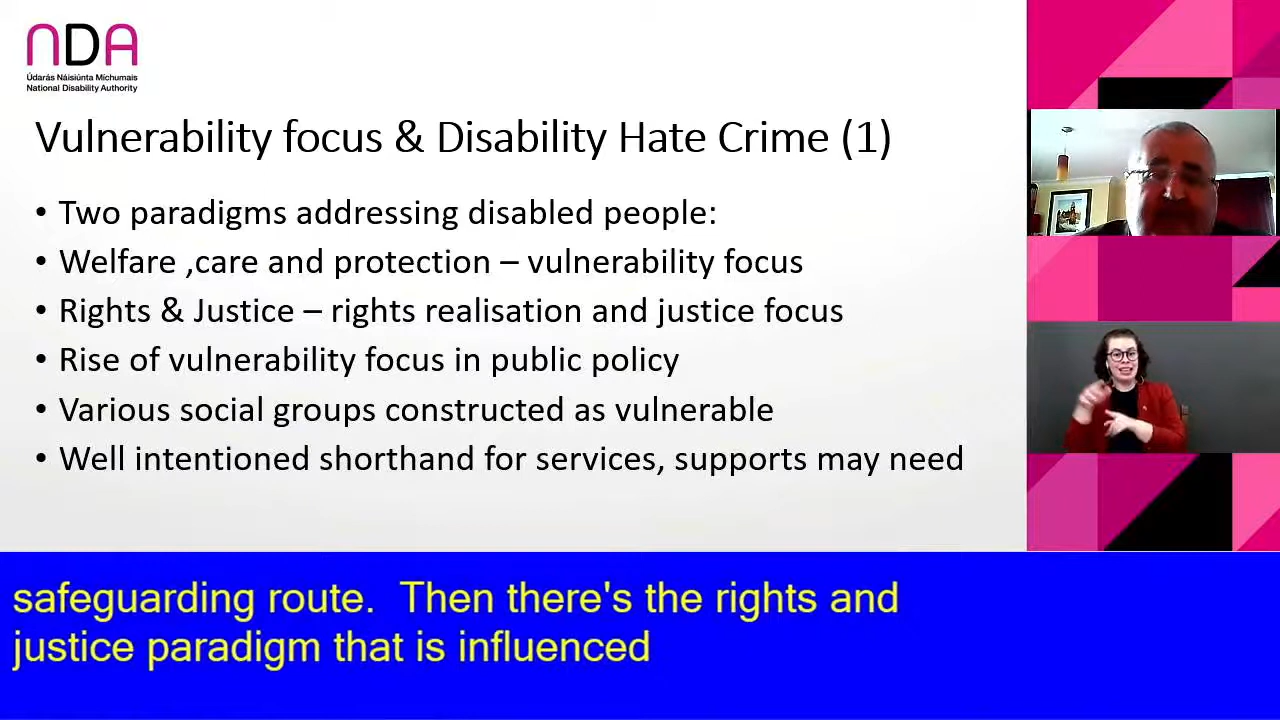 NDA
Údarás Náisiúnta Míchumais
National Disability Authority
Vulnerability focus & Disability Hate Crime (1)
• Two paradigms addressing disabled people:
• Welfare ,care and protection – vulnerability focus
• Rights & Justice – rights realisation and justice focus
• Rise of vulnerability focus in public policy
• Various social groups constructed as vulnerable
• Well intentioned shorthand for services, supports may need
safeguarding route.  Then there's the rights and
justice paradigm that is influenced